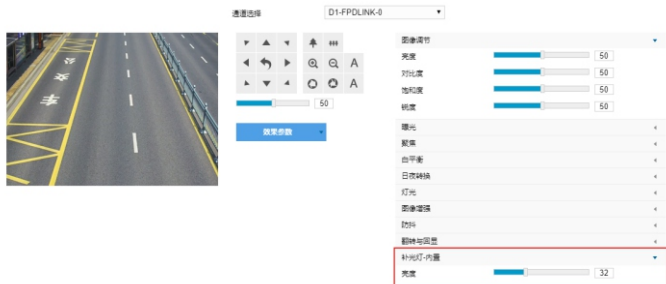 通道选择
D1-FPDLINK-0
A
A
50
效果参数
图像调节
亮度 50
对比度 50
饱和度 50
锐度 50
曝光
聚焦
白平衡
日夜转换
灯光
图像增强
防抖
翻转与回显
补光灯-内置
亮度 32
公交车